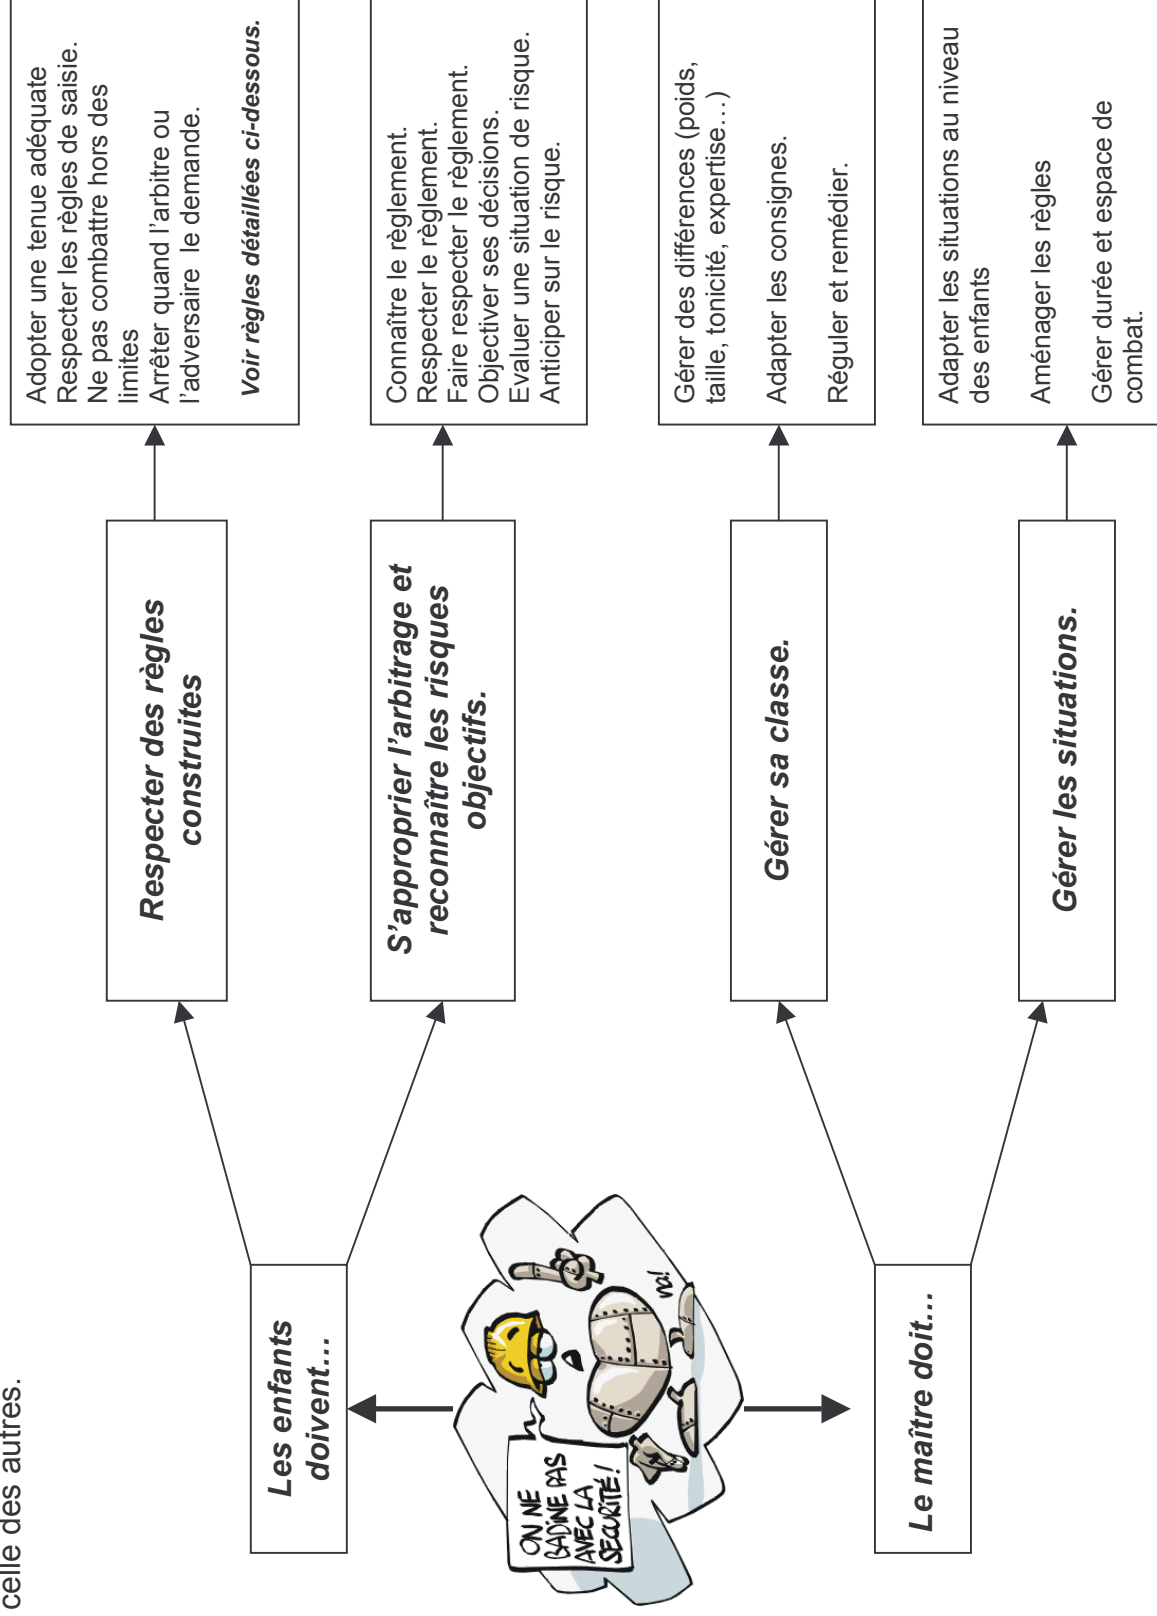 celle des autres.
Les enfants
doivent…
Respecter des règles
construites
Adopter une tenue adéquate
Respecter les règles de saisie.
Ne pas combattre hors des
limites
Arrêter quand l’arbitre ou
l’adversaire le demande.
Voir règles détaillées ci-dessous.
S’approprier l’arbitrage et
reconnaître les risques
objectifs.
Connaître le règlement.
Respecter le règlement.
Faire respecter le règlement.
Objectiver ses décisions.
Evaluer une situation de risque.
Anticiper sur le risque.
ON NE
BADINE PAS
AVEC LA
SECURITÉ!
na!
Le maître doit…
Gérer sa classe.
Gérer des différences (poids,
taille, tonicité, expertise…)
Adapter les consignes.
Réguler et remédier.
Gérer les situations.
Adapter les situations au niveau
des enfants
Aménager les règles
Gérer durée et espace de
combat.